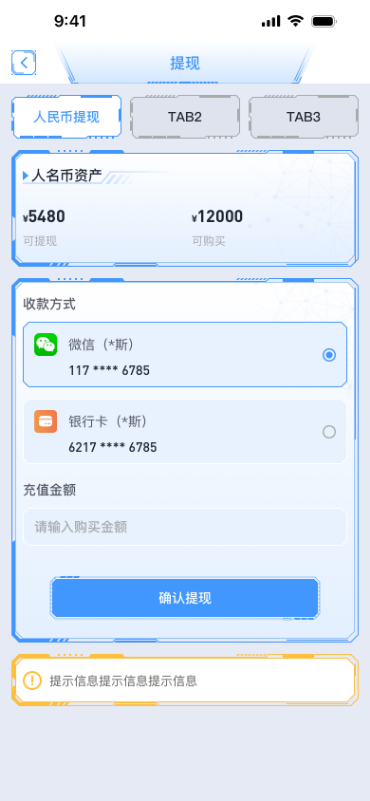 9:41
提现
人民币提现
TAB2
TAB3
人名币资产
¥5480
¥12000
可提现
可购买
收款方式
微信（*斯）
117 **** 6785
银行卡（*斯）
6217 **** 6785
充值金额
请输入购买金额
确认提现
提示信息提示信息提示信息